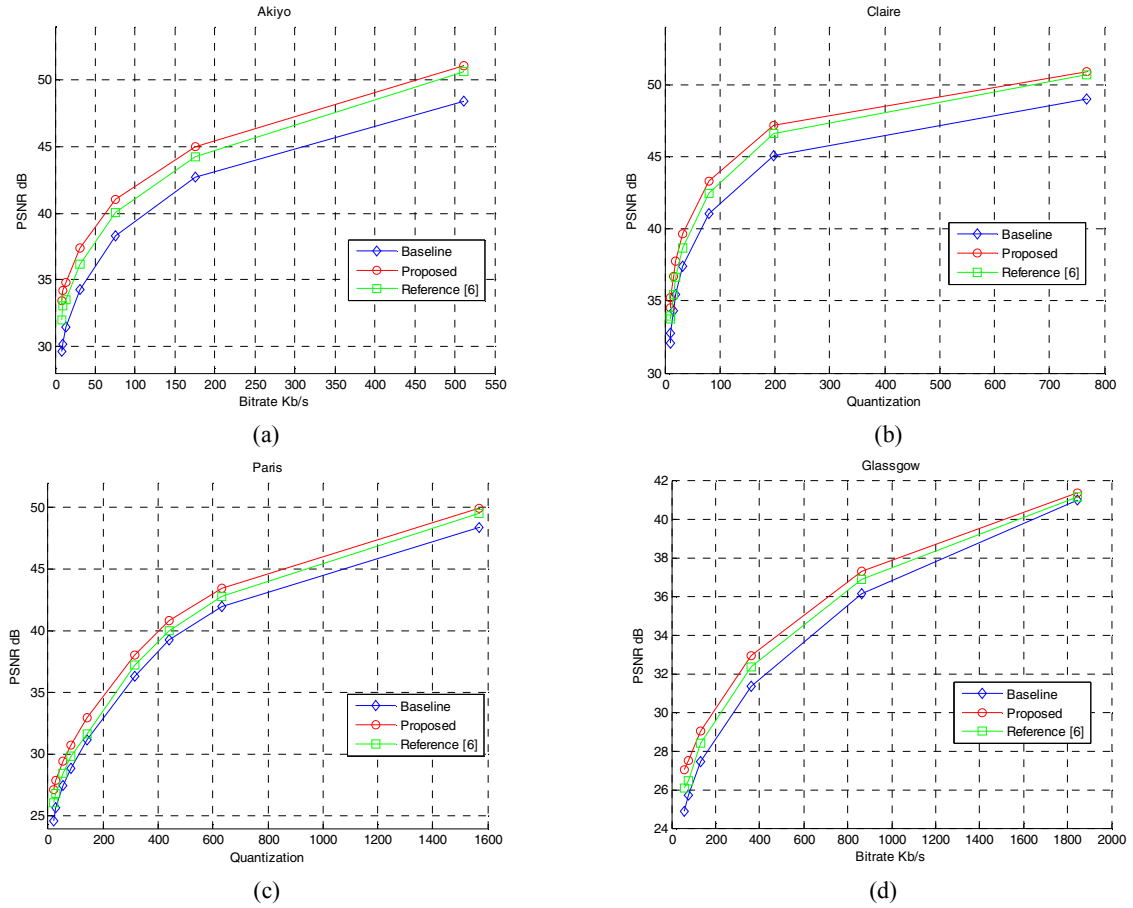 Akiyo
50
45
40
35
30
PSNR dB
0 50 100 150 200 250 300 350 400 450 500 550
Bitrate Kb/s
Baseline
Proposed
Reference [6]
(a)
Claire
50
45
40
35
30
PSNR dB
0 100 200 300 400 500 600 700 800
Quantization
Baseline
Proposed
Reference [6]
(b)
Paris
50
45
40
35
30
25
PSNR dB
0 200 400 600 800 1000 1200 1400 1600
Quantization
Baseline
Proposed
Reference [6]
(c)
Glassgow
42
40
38
36
34
32
30
28
26
24
PSNR dB
0 200 400 600 800 1000 1200 1400 1600 1800 2000
Bitrate Kb/s
Baseline
Proposed
Reference [6]
(d)